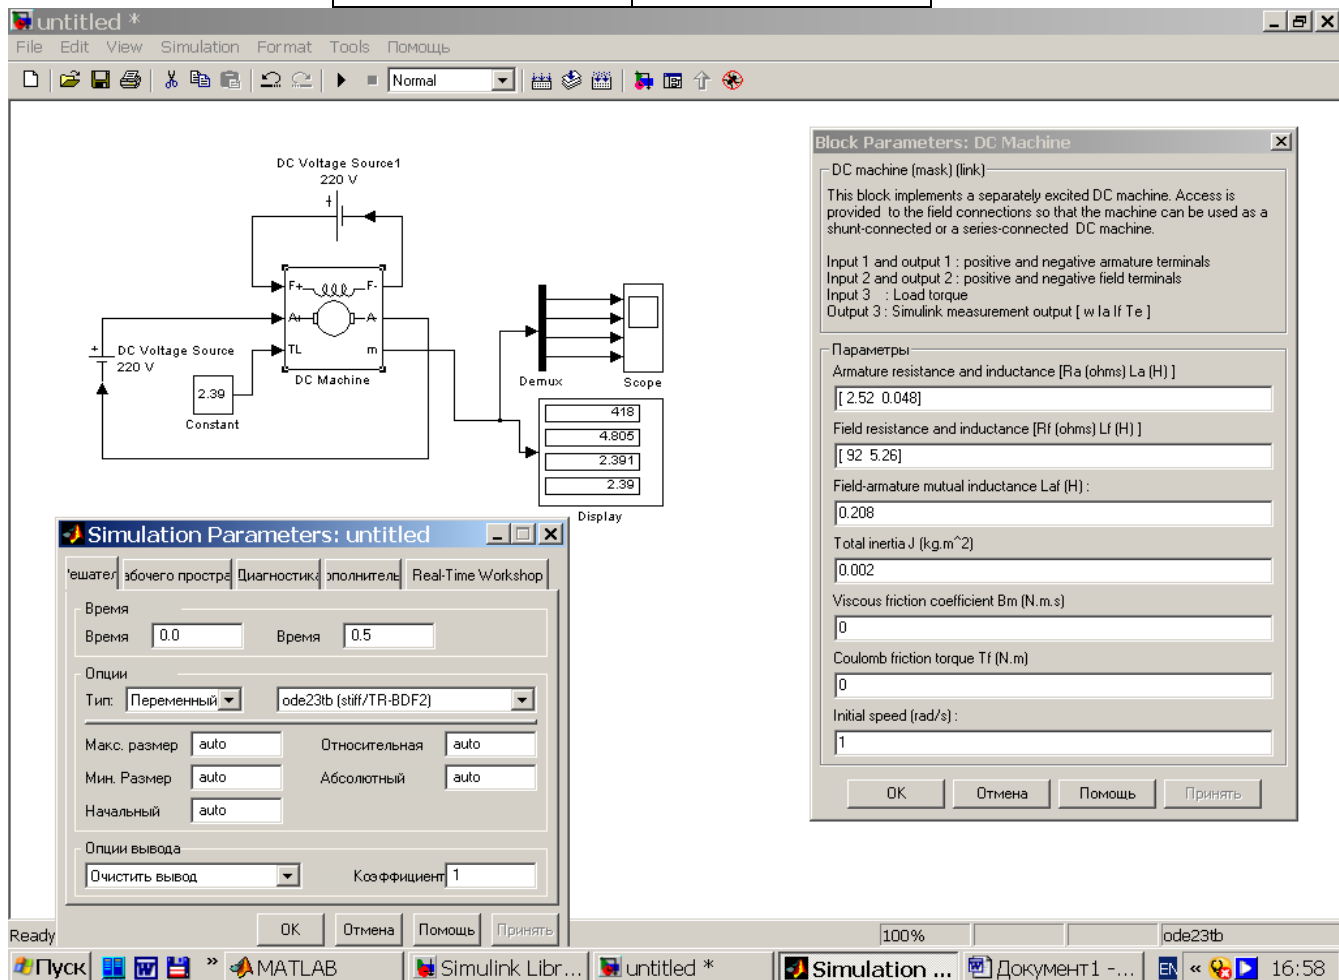 untitled *
File Edit View Simulation Format Tools Помощь
Normal
DC Voltage Source1
220 V
+
F+ F-
A+ A-
TL m
DC Machine
+
DC Voltage Source
220 V
2.39
Constant
Demux
Scope
418
4.805
2.391
2.39
Display
Block Parameters: DC Machine
DC machine (mask) (link)
This block implements a separately excited DC machine. Access is
provided to the field connections so that the machine can be used as a
shunt-connected or a series-connected DC machine.
Input 1 and output 1 : positive and negative armature terminals
Input 2 and output 2 : positive and negative field terminals
Input 3 : Load torque
Output 3 : Simulink measurement output [ w Ia If Te ]
Параметры
Armature resistance and inductance [Ra (ohms) La (H) ]
[ 2.52 0.048]
Field resistance and inductance [Rf (ohms) Lf (H) ]
[ 92 5.26]
Field-armature mutual inductance Laf (H) :
0.208
Total inertia J (kg.m^2)
0.002
Viscous friction coefficient Bm (N.m.s)
0
Coulomb friction torque Tf (N.m)
0
Initial speed (rad/s) :
1
OK Отмена Помощь Принять
Simulation Parameters: untitled
ешател абочего простра Диагностика ополнитель Real-Time Workshop
Время
Время 0.0 Время 0.5
Опции
Тип: Переменный ode23tb (stiff/TR-BDF2)
Макс. размер auto Относительная auto
Мин. Размер auto Абсолютный auto
Начальный auto
Опции вывода
Очистить вывод Коэффициент 1
OK Отмена Помощь Принять
Ready 100% ode23tb
Пуск » MATLAB Simulink Libr... untitled * Simulation ... Документ1 -... EN « 16:58